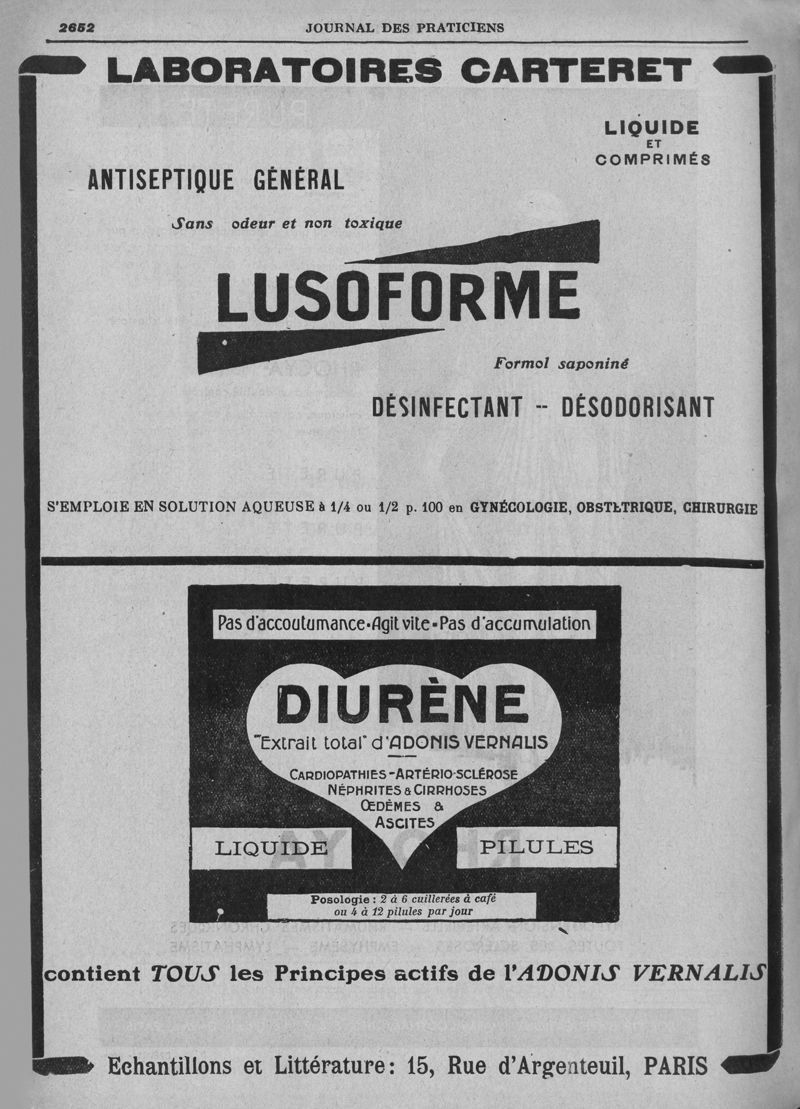 2652
JOURNAL DES PRATICIENS
LABORATOIRES CARTERET
LIQUIDE
ET
COMPRIMÉS
ANTISEPTIQUE GÉNÉRAL
Sans odeur et non toxique
LUSOFORME
Formol saponiné
DÉSINFECTANT -- DÉSODORISANT
S'EMPLOIE EN SOLUTION AQUEUSE à 1/4 ou 1/2 p. 100 en GYNÉCOLOGIE, OBSTÉTRIQUE, CHIRURGIE
Pas d'accoutumance-Agit vite-Pas d'accumulation
DIURÈNE
"Extrait total" d'ADONIS VERNALIS
CARDIOPATHIES-ARTÉRIO-SCLÉROSE
NÉPHRITES & CIRRHOSES
ŒDÈMES &
ASCITES
LIQUIDE
PILULES
Posologie : 2 à 6 cuillerées à café
ou 4 à 12 pilules par jour
contient TOUS les Principes actifs de l'ADONIS VERNALIS
Echantillons et Littérature: 15, Rue d'Argenteuil, PARIS